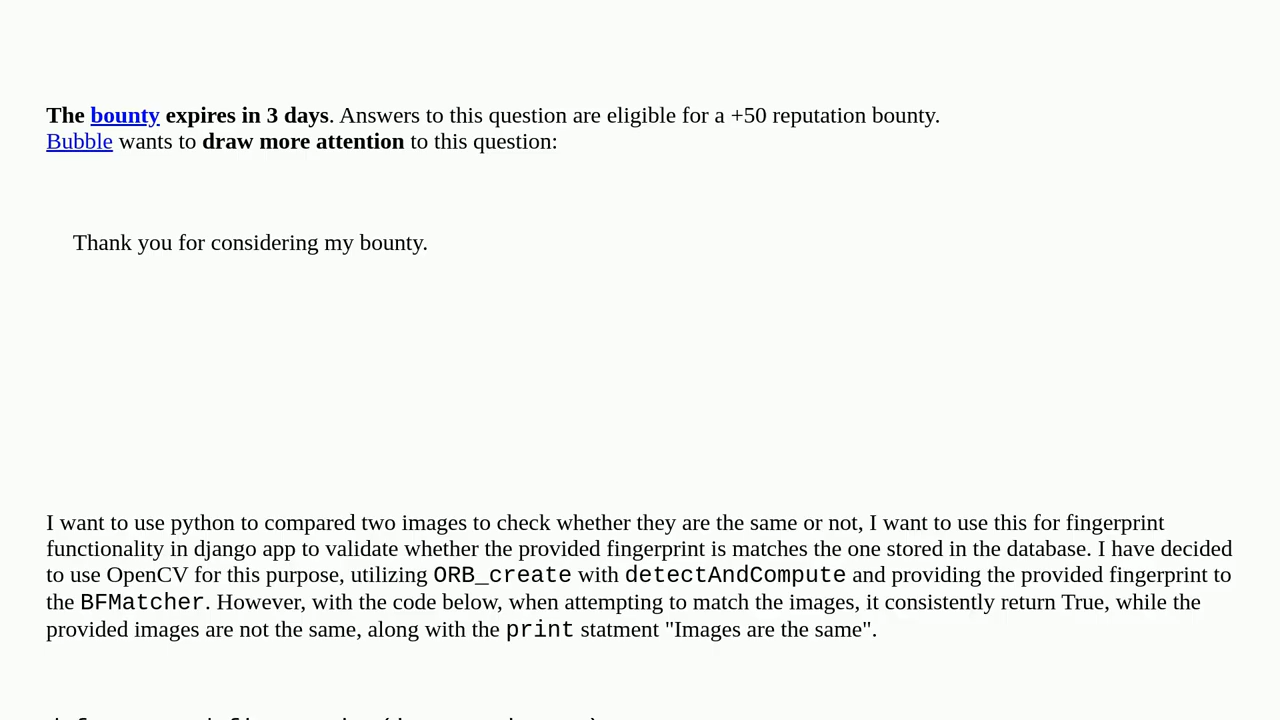 The bounty expires in 3 days. Answers to this question are eligible for a +50 reputation bounty.
Bubble wants to draw more attention to this question:
Thank you for considering my bounty.
I want to use python to compared two images to check whether they are the same or not, I want to use this for fingerprint
functionality in django app to validate whether the provided fingerprint is matches the one stored in the database. I have decided
to use OpenCV for this purpose, utilizing ORB_create with detectAndCompute and providing the provided fingerprint to
the BFMatcher. However, with the code below, when attempting to match the images, it consistently return True, while the
provided images are not the same, along with the print statment "Images are the same".